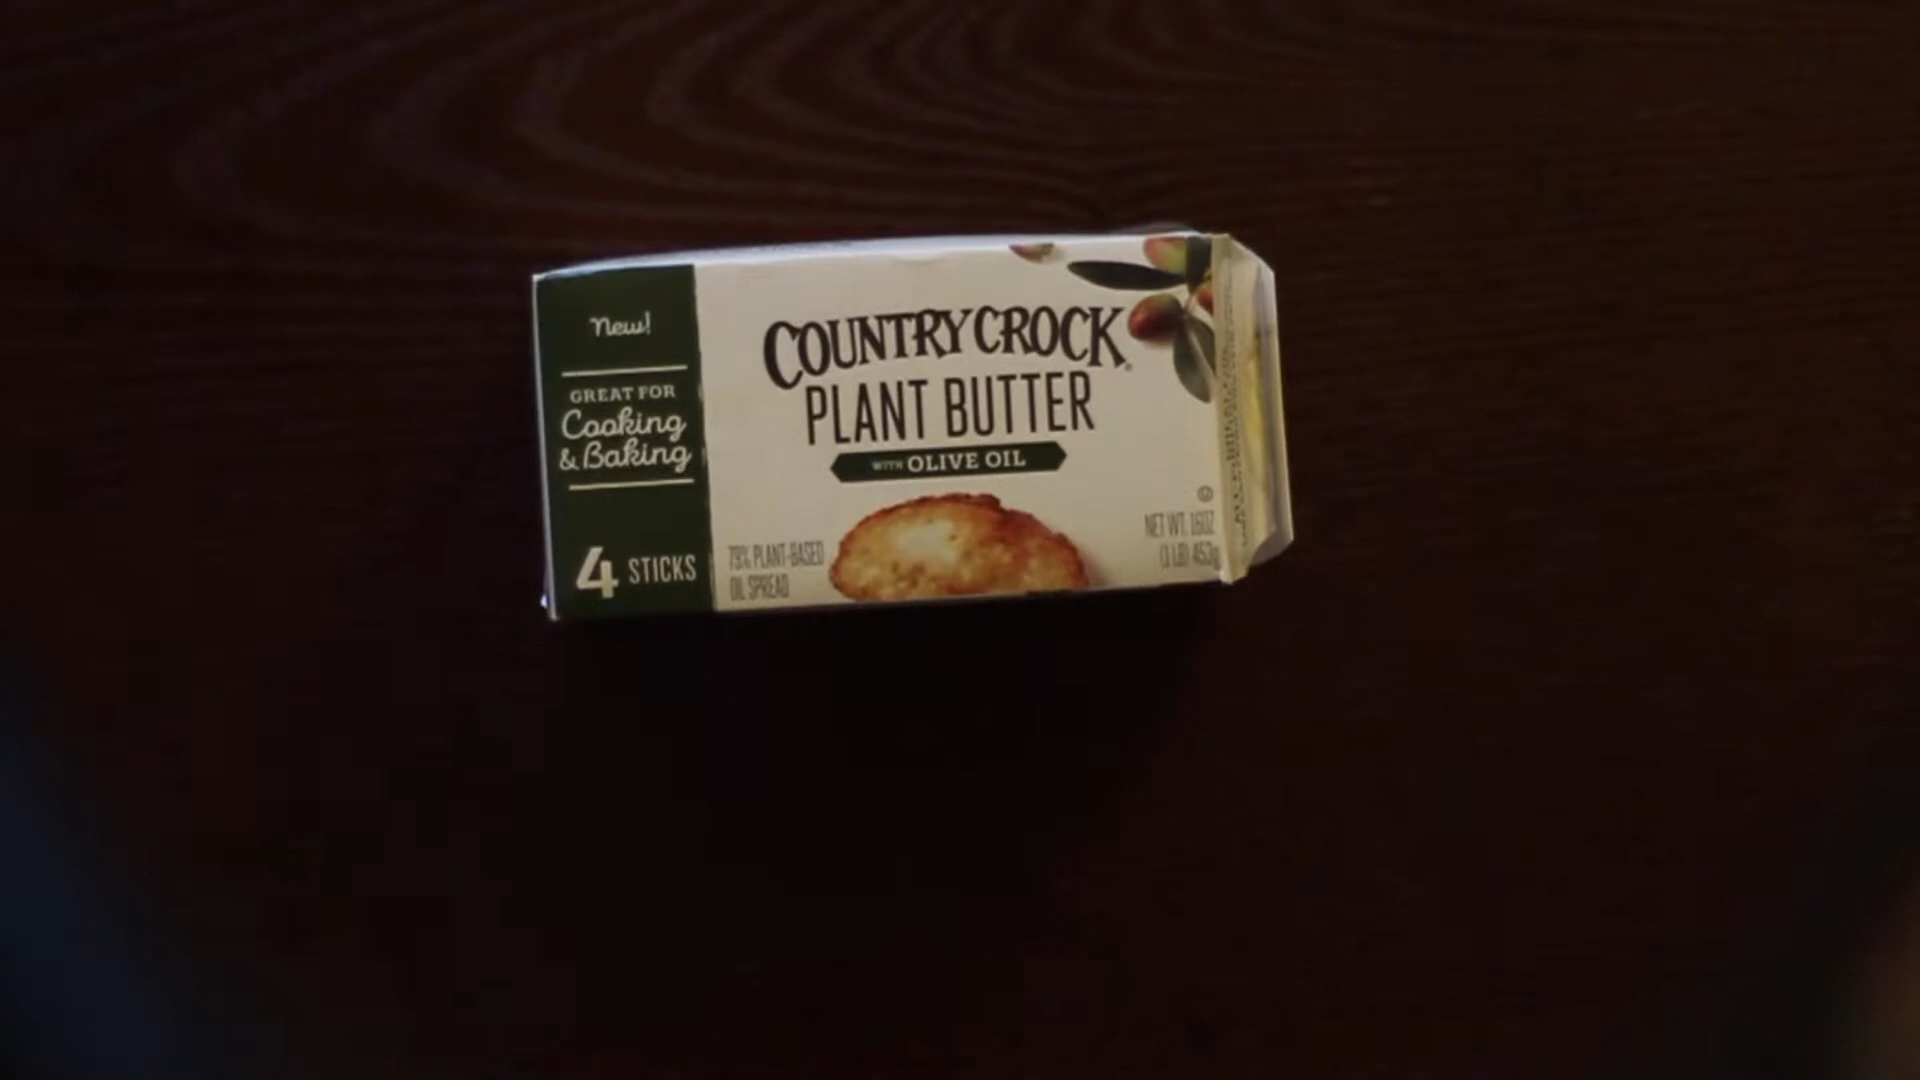 New!
GREAT FOR
Cooking
& Baking
4 STICKS
COUNTRY CROCK®
PLANT BUTTER
WITH OLIVE OIL
79% PLANT-BASED
OIL SPREAD
NET WT. 16OZ
(1 LB) 453g